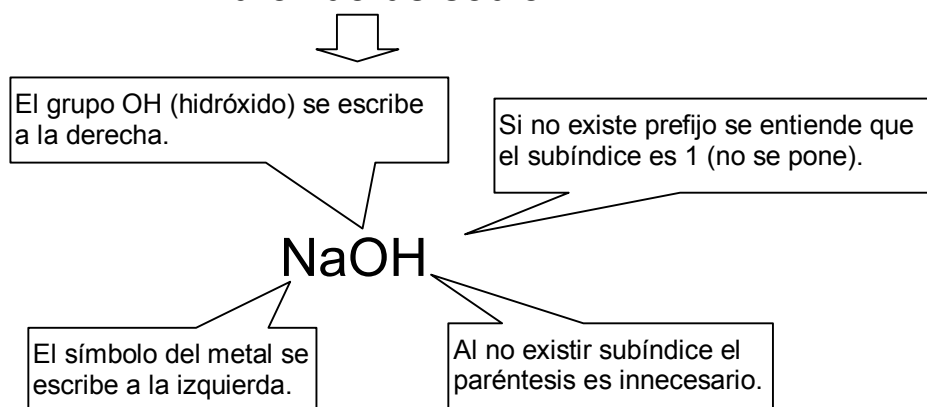 El grupo OH (hidróxido) se escribe
a la derecha.
Si no existe prefijo se entiende que
el subíndice es 1 (no se pone).
NaOH
El símbolo del metal se
escribe a la izquierda.
Al no existir subíndice el
paréntesis es innecesario.